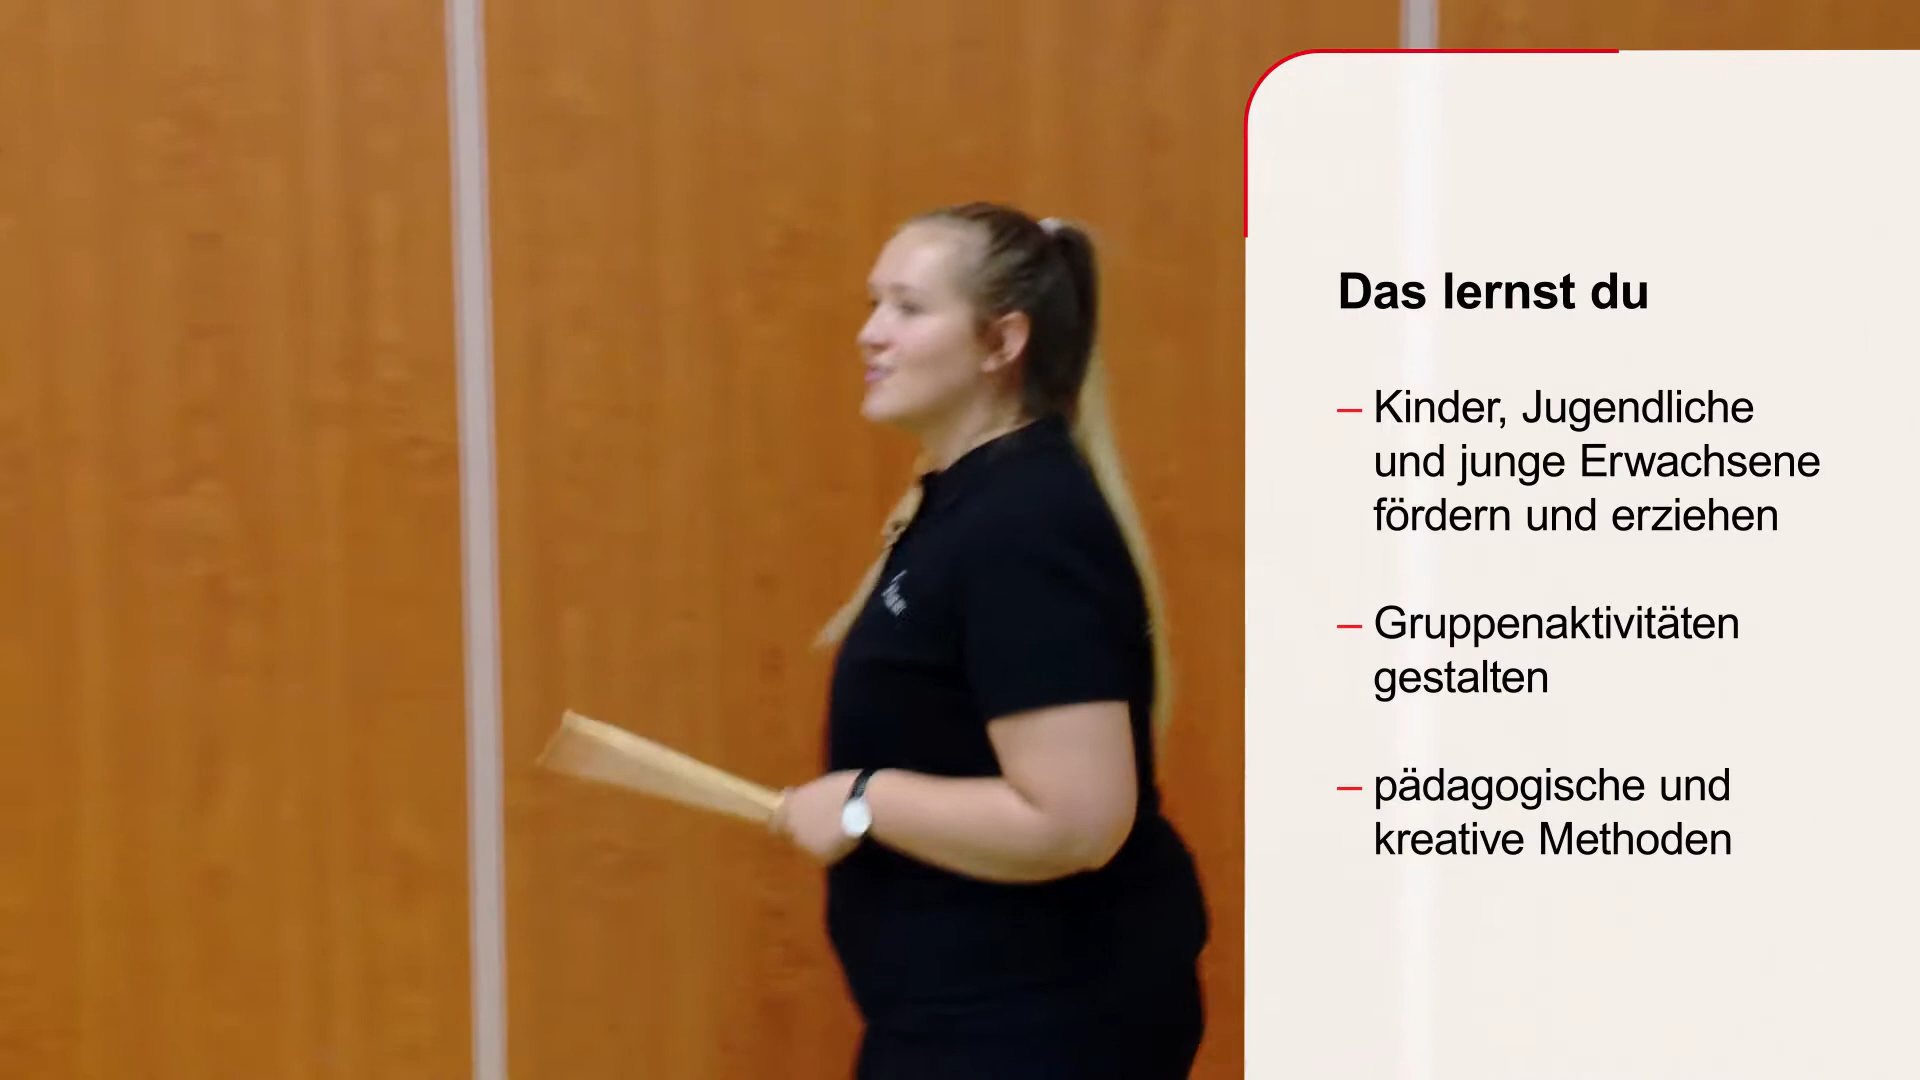 Das lernst du
– Kinder, Jugendliche
und junge Erwachsene
fördern und erziehen
– Gruppenaktivitäten
gestalten
– pädagogische und
kreative Methoden